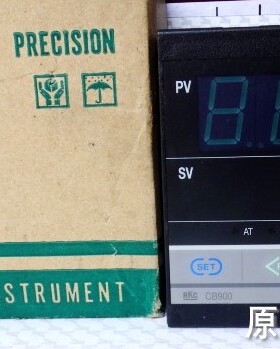 PRECISION
STRUMENT
PV
SV
AT
SET
RKC CB900
原